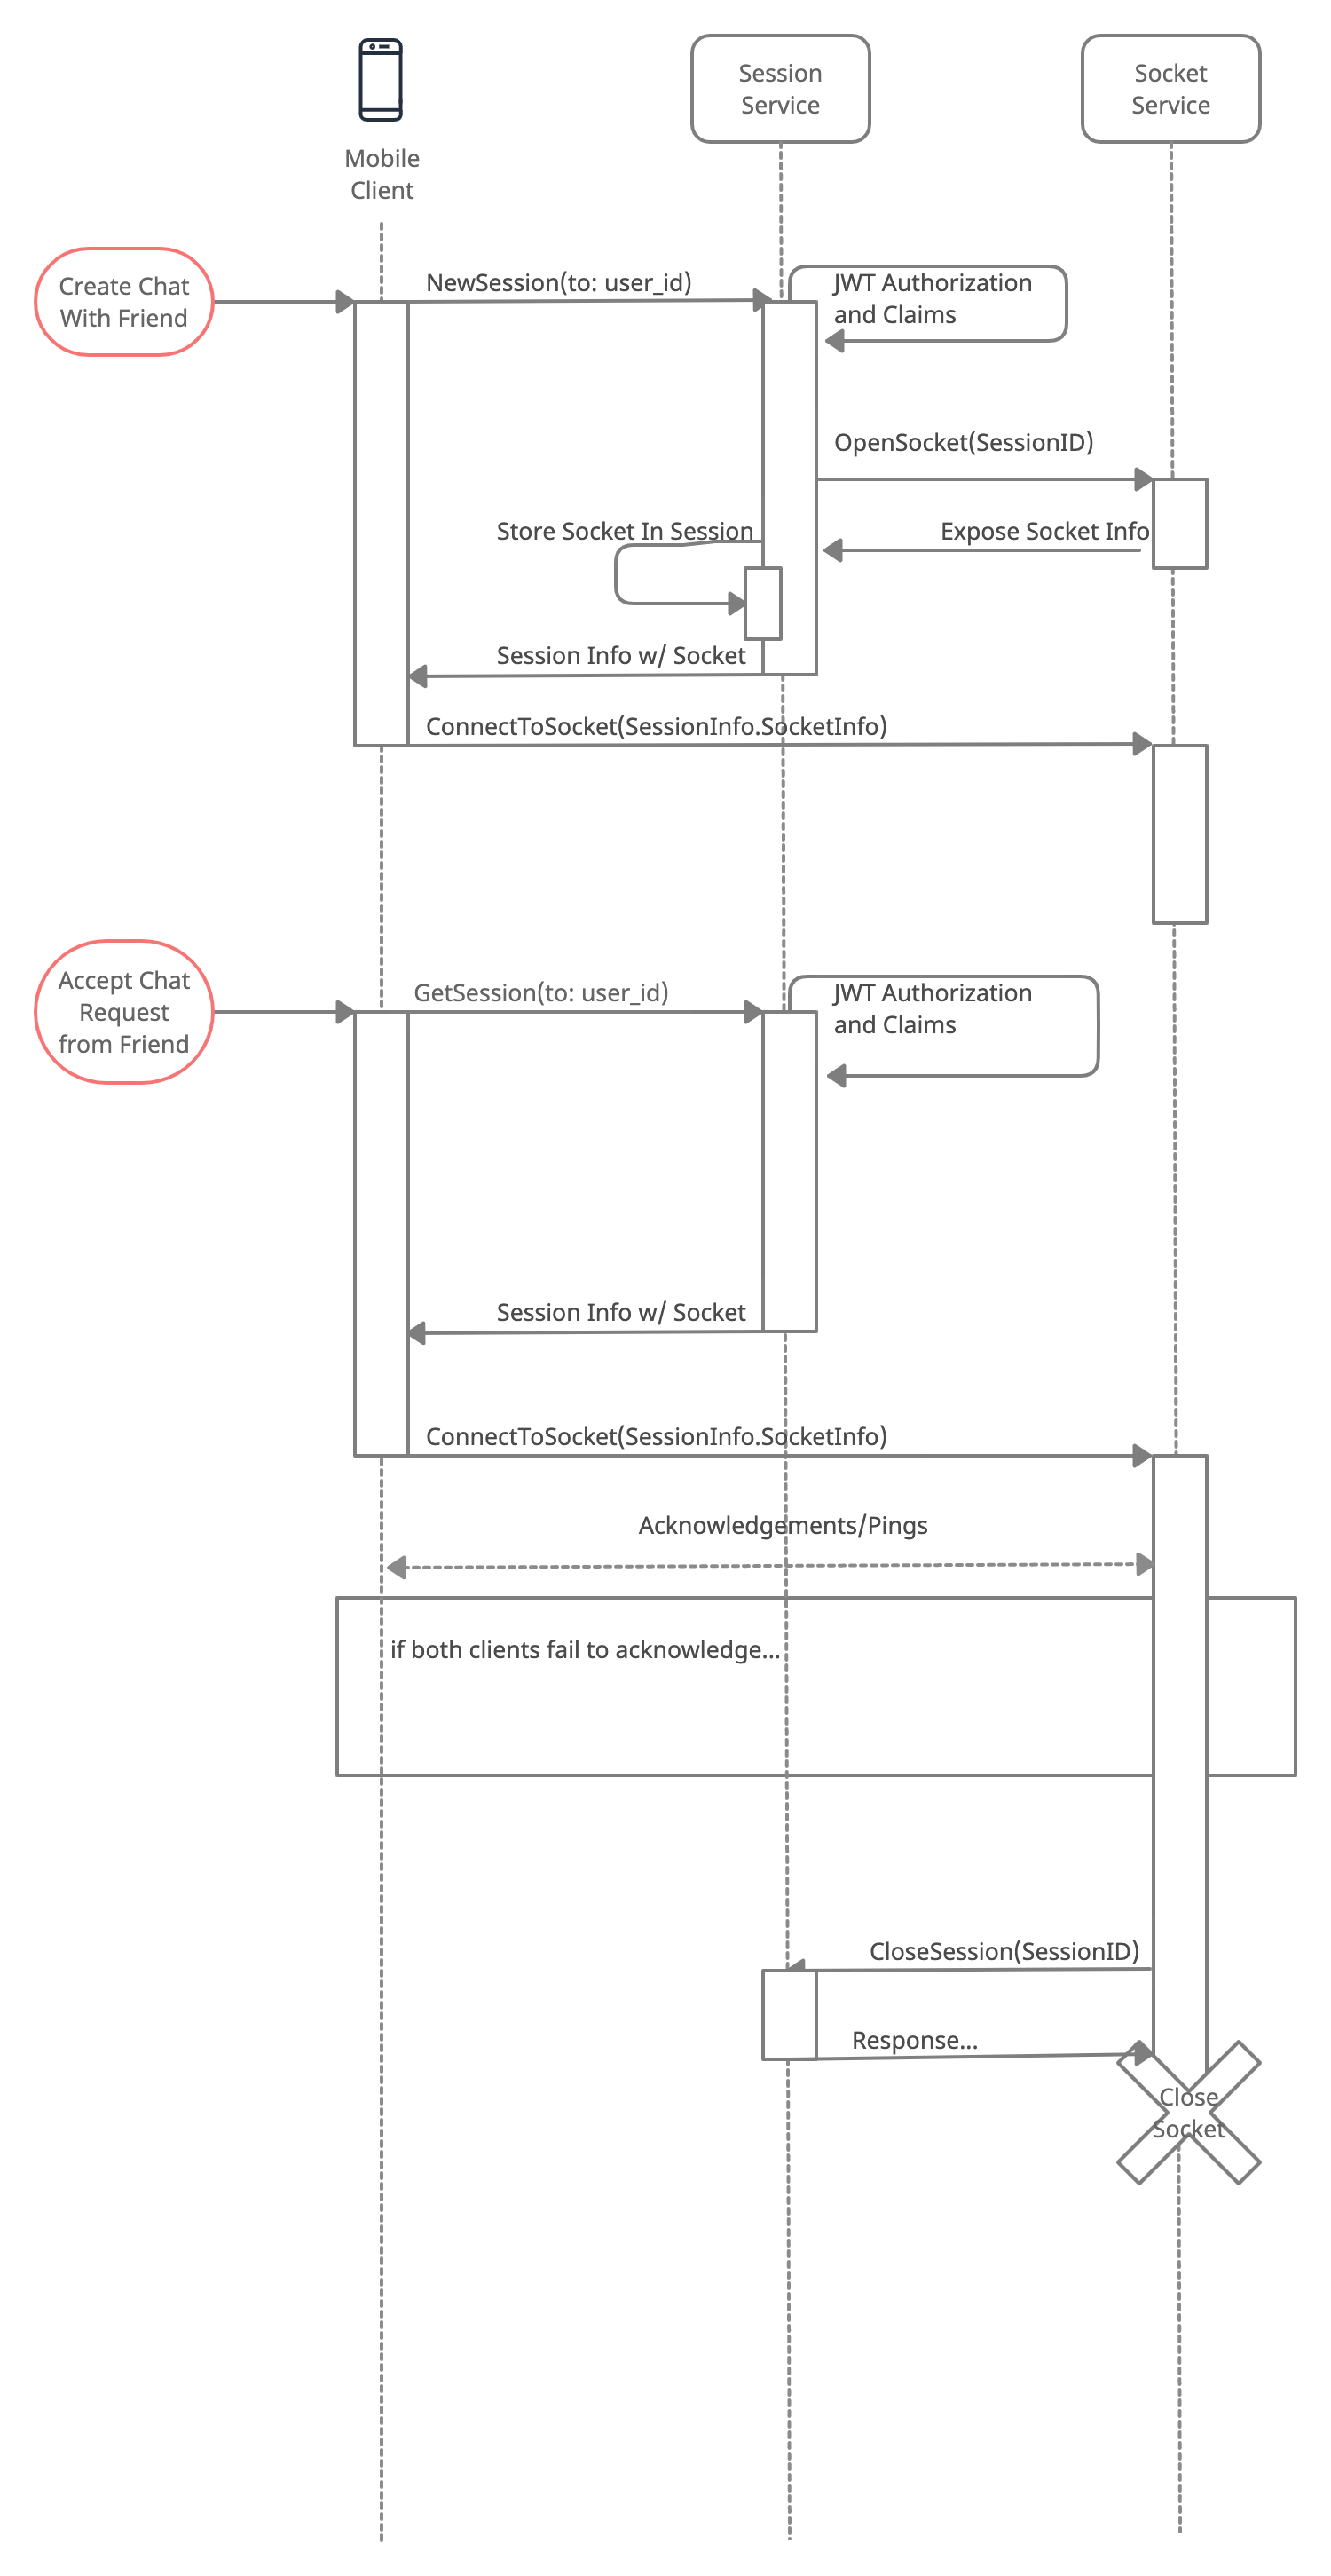 Mobile
Client
Session
Service
Socket
Service
Create Chat
With Friend
NewSession(to: user_id)
JWT Authorization
and Claims
OpenSocket(SessionID)
Store Socket In Session
Expose Socket Info
Session Info w/ Socket
ConnectToSocket(SessionInfo.SocketInfo)
Accept Chat
Request
from Friend
GetSession(to: user_id)
JWT Authorization
and Claims
Session Info w/ Socket
ConnectToSocket(SessionInfo.SocketInfo)
Acknowledgements/Pings
if both clients fail to acknowledge...
CloseSession(SessionID)
Response...
Close
Socket